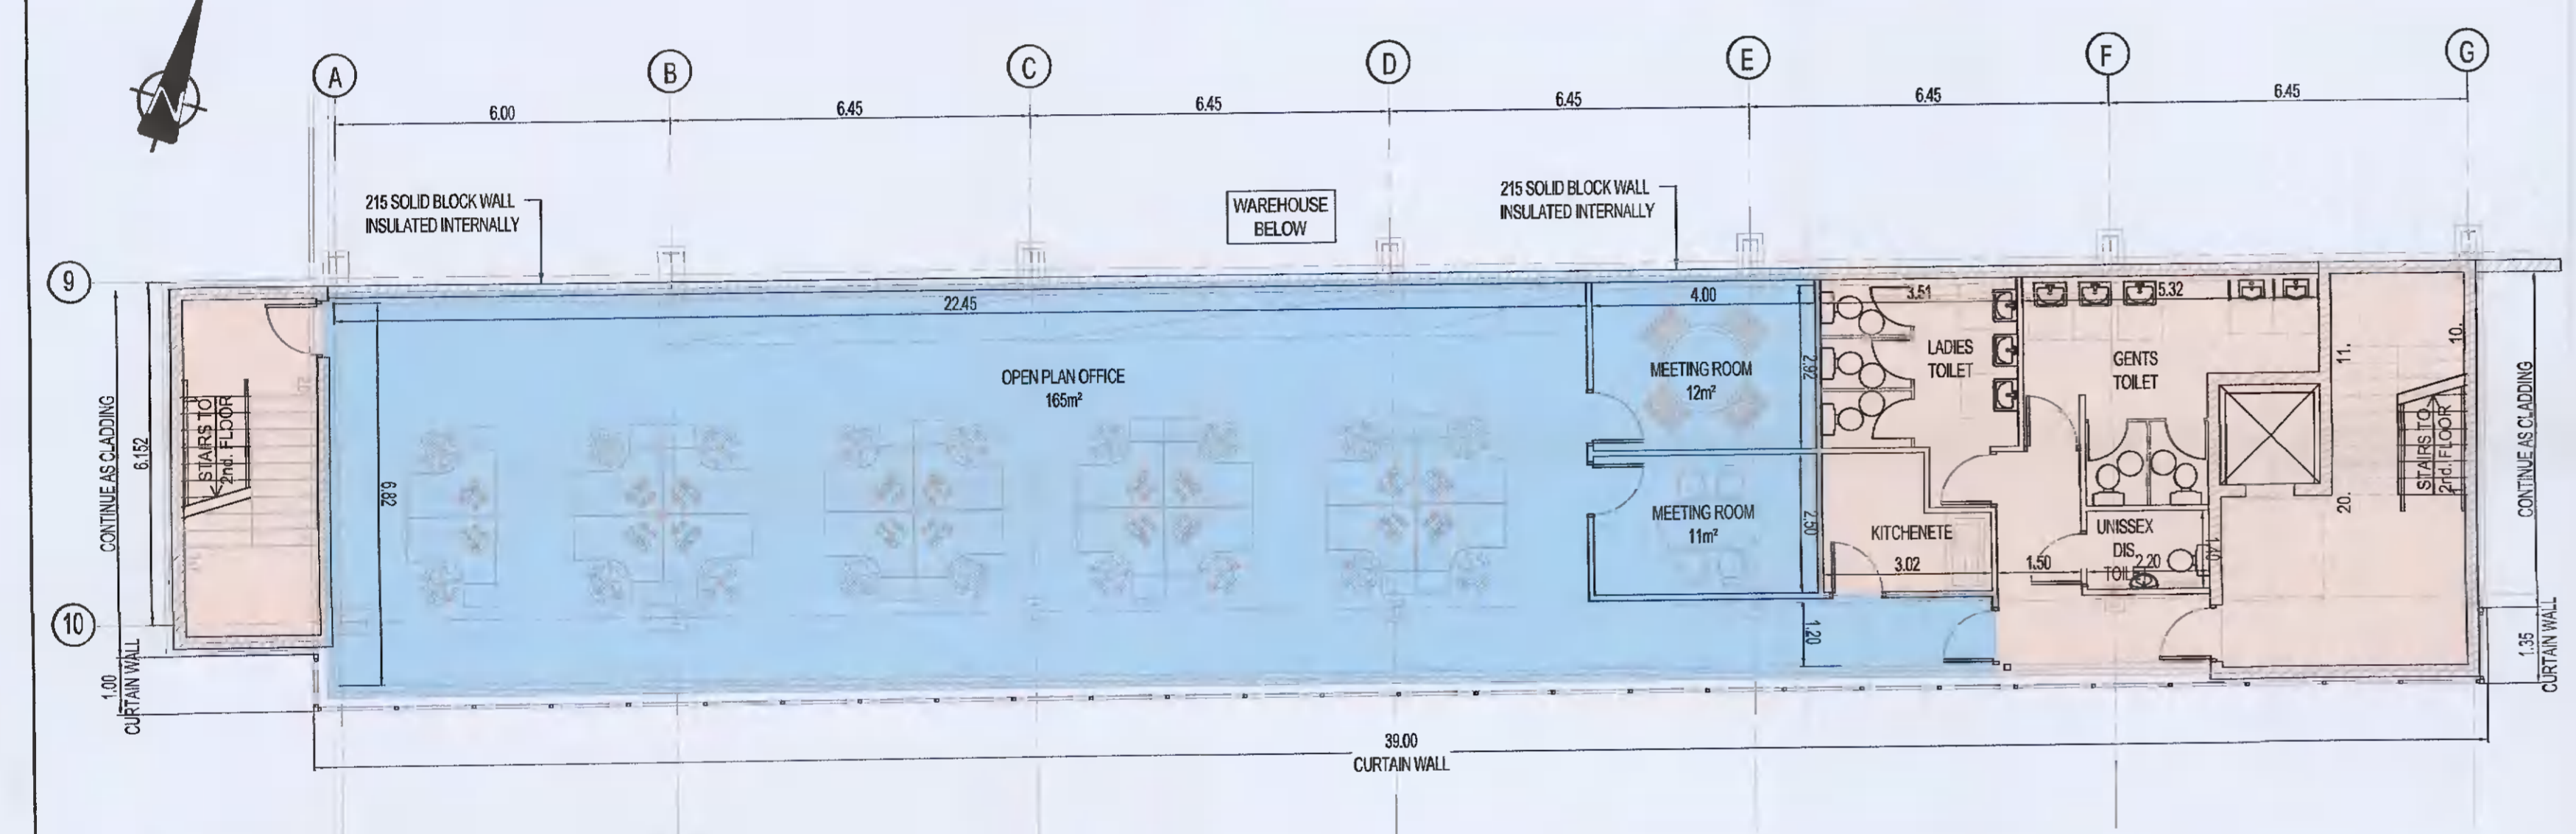 A
B
C
D
E
F
G
6.00
6.45
6.45
6.45
6.45
6.45
215 SOLID BLOCK WALL
INSULATED INTERNALLY
WAREHOUSE
BELOW
215 SOLID BLOCK WALL
INSULATED INTERNALLY
9
10
CONTINUE AS CLADDING
6.152
1.00
CURTAIN WALL
STAIRS TO
2nd. FLOOR
22.45
6.82
OPEN PLAN OFFICE
165m²
4.00
MEETING ROOM
12m²
2.92
MEETING ROOM
11m²
2.50
1.20
3.51
LADIES
TOILET
5.32
GENTS
TOILET
KITCHENETE
3.02
1.50
UNISSEX
DIS.
TOILET
2.20
1.40
11.
10.
20.
STAIRS TO
2nd. FLOOR
CONTINUE AS CLADDING
1.35
CURTAIN WALL
39.00
CURTAIN WALL